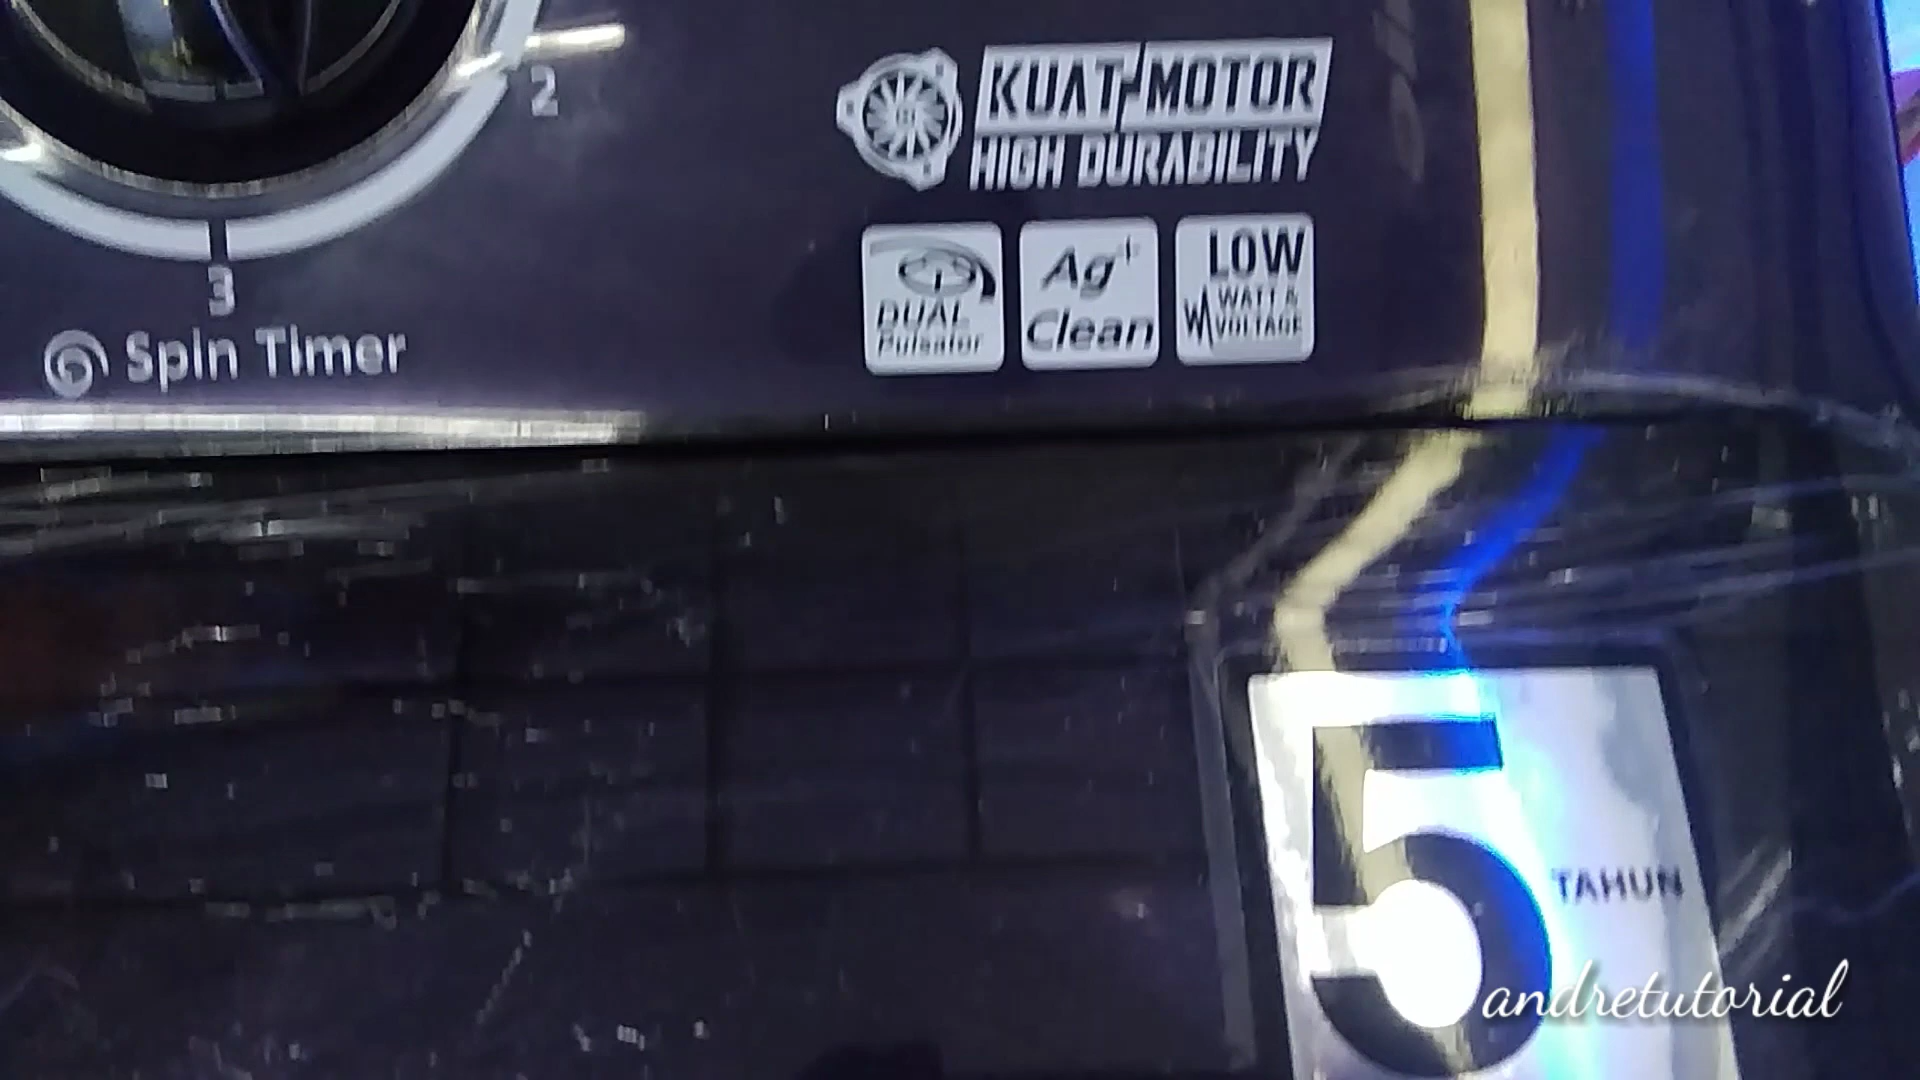 2
KUAT MOTOR
HIGH DURABILITY
3
Spin Timer
DUAL
Pulsator
Ag+
Clean
LOW
WATT &
VOLTAGE
5
TAHUN
andretutorial